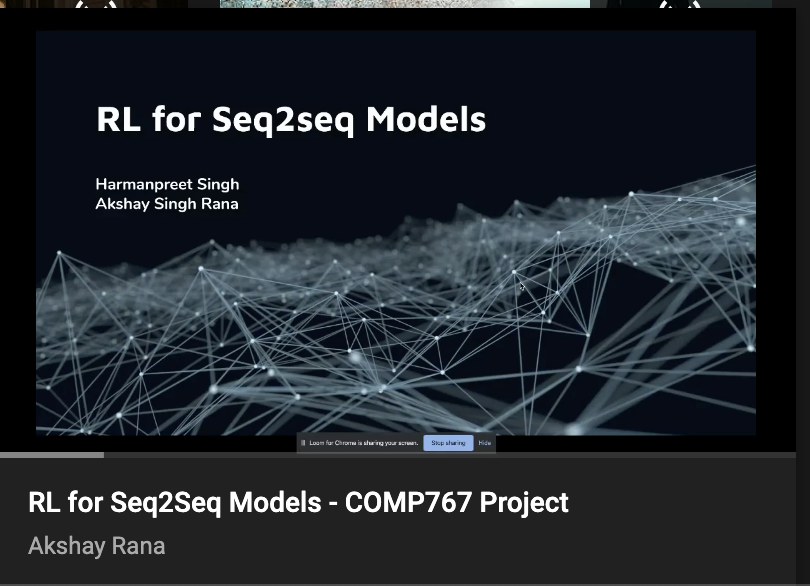 RL for Seq2seq Models
Harmanpreet Singh
Akshay Singh Rana
Loom for Chrome is sharing your screen. Stop sharing Hide
RL for Seq2Seq Models - COMP767 Project
Akshay Rana